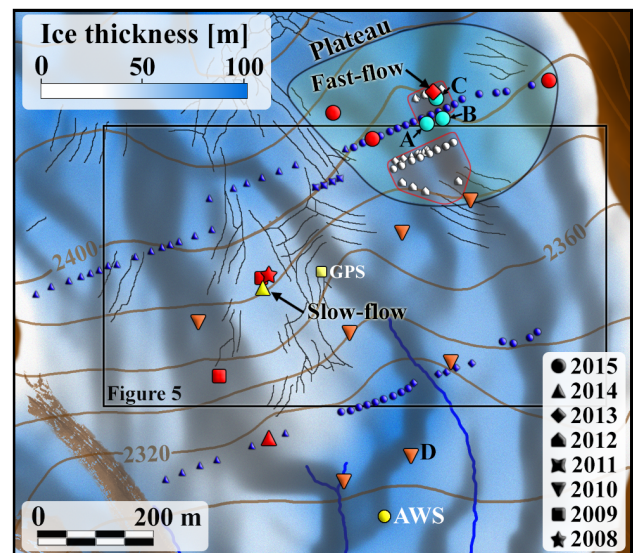 Ice thickness [m]
0 50 100
Plateau
Fast-flow
C
B
A
2400
2360
GPS
Slow-flow
Figure 5
2320
D
AWS
0 200 m
2015
2014
2013
2012
2011
2010
2009
2008